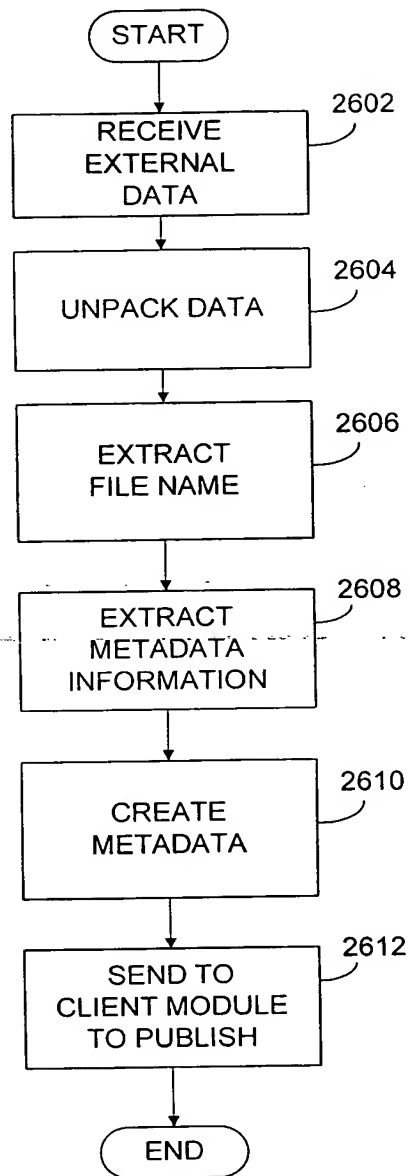 START
2602
RECEIVE
EXTERNAL
DATA
2604
UNPACK DATA
2606
EXTRACT
FILE NAME
2608
EXTRACT
METADATA
INFORMATION
2610
CREATE
METADATA
2612
SEND TO
CLIENT MODULE
TO PUBLISH
END